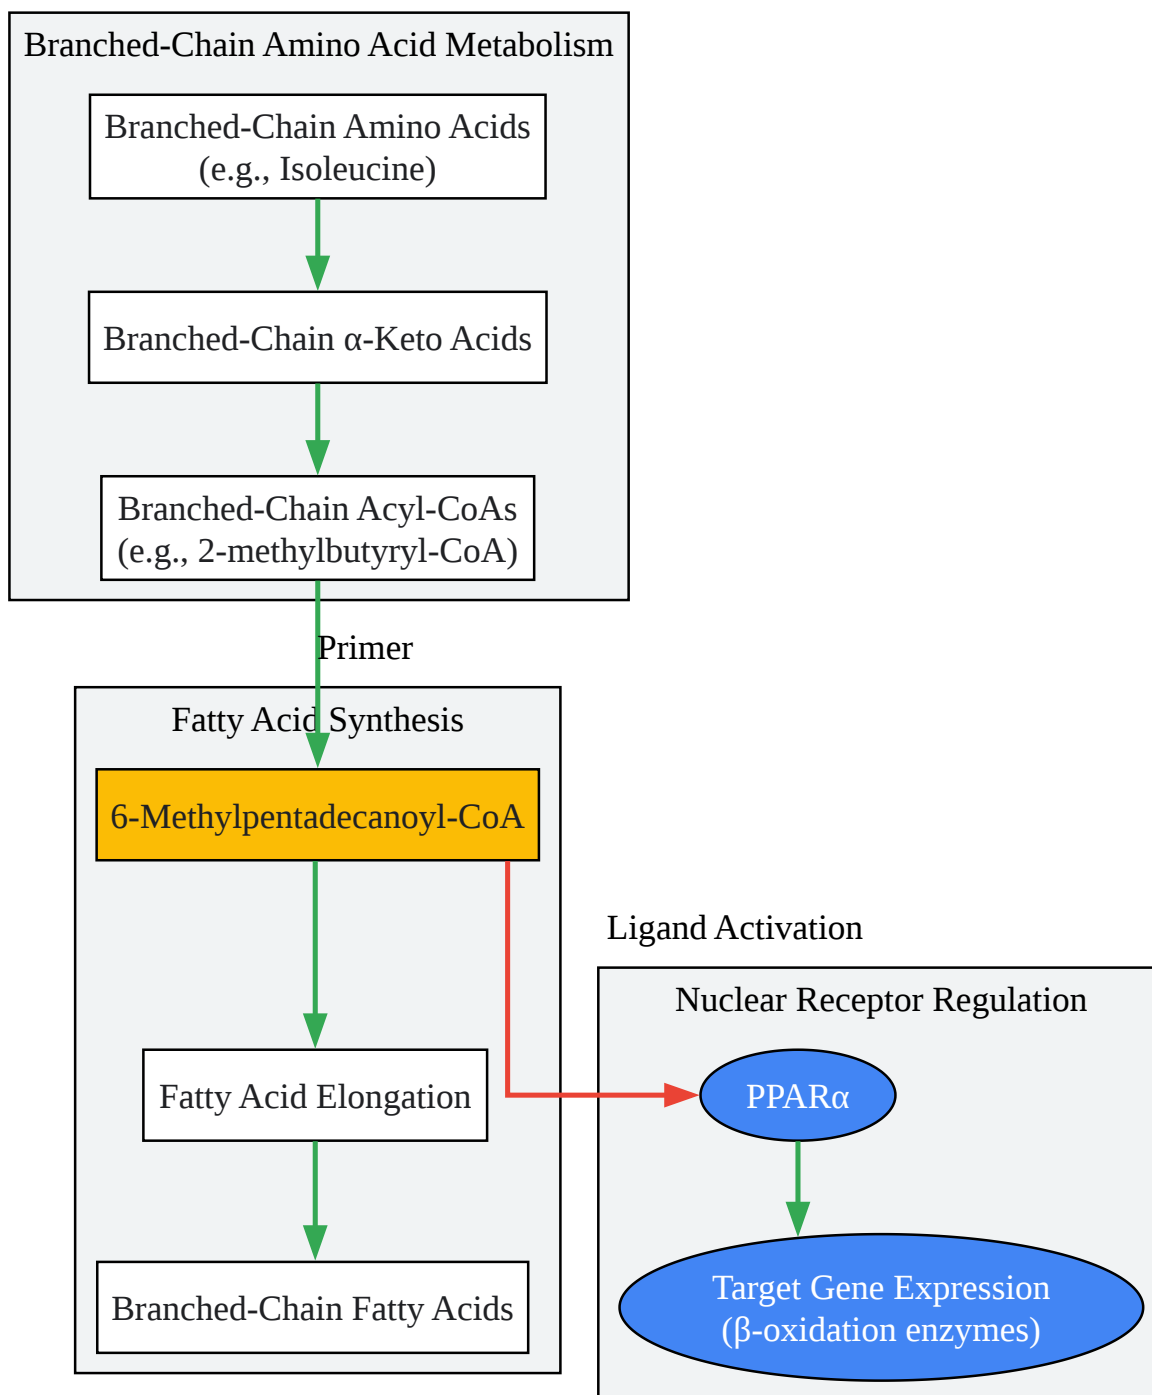 Branched-Chain Amino Acid Metabolism
Branched-Chain Amino Acids
(e.g., Isoleucine)
Branched-Chain α-Keto Acids
Branched-Chain Acyl-CoAs
(e.g., 2-methylbutyryl-CoA)
Primer
Fatty Acid Synthesis
6-Methylpentadecanoyl-CoA
Fatty Acid Elongation
Branched-Chain Fatty Acids
Ligand Activation
Nuclear Receptor Regulation
PPARα
Target Gene Expression
(β-oxidation enzymes)